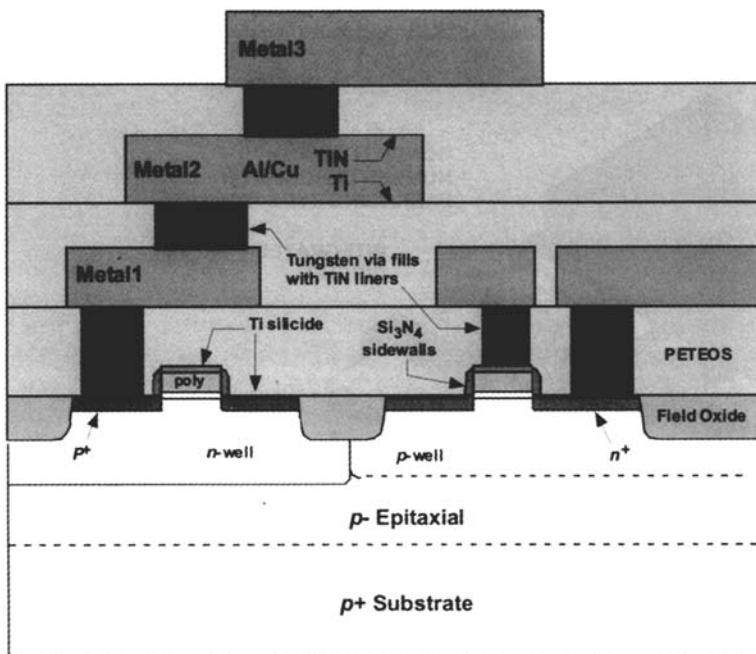 Metal3
TiN
Metal2 Al/Cu
Ti
Tungsten via fills
with TiN liners
Metal1
Ti silicide
Si₃N₄
sidewalls
poly
PETEOS
Field Oxide
p+
n-well
p-well
n+
p- Epitaxial
p+ Substrate